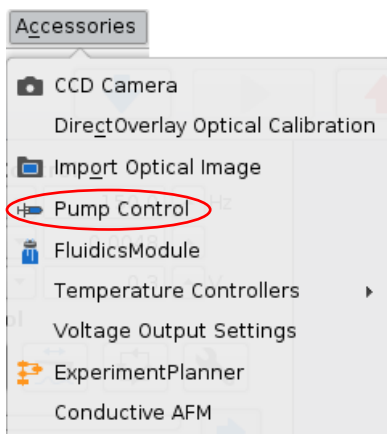 Accessories
CCD Camera
DirectOverlay Optical Calibration
Import Optical Image
Pump Control
FluidicsModule
Temperature Controllers
Voltage Output Settings
ExperimentPlanner
Conductive AFM